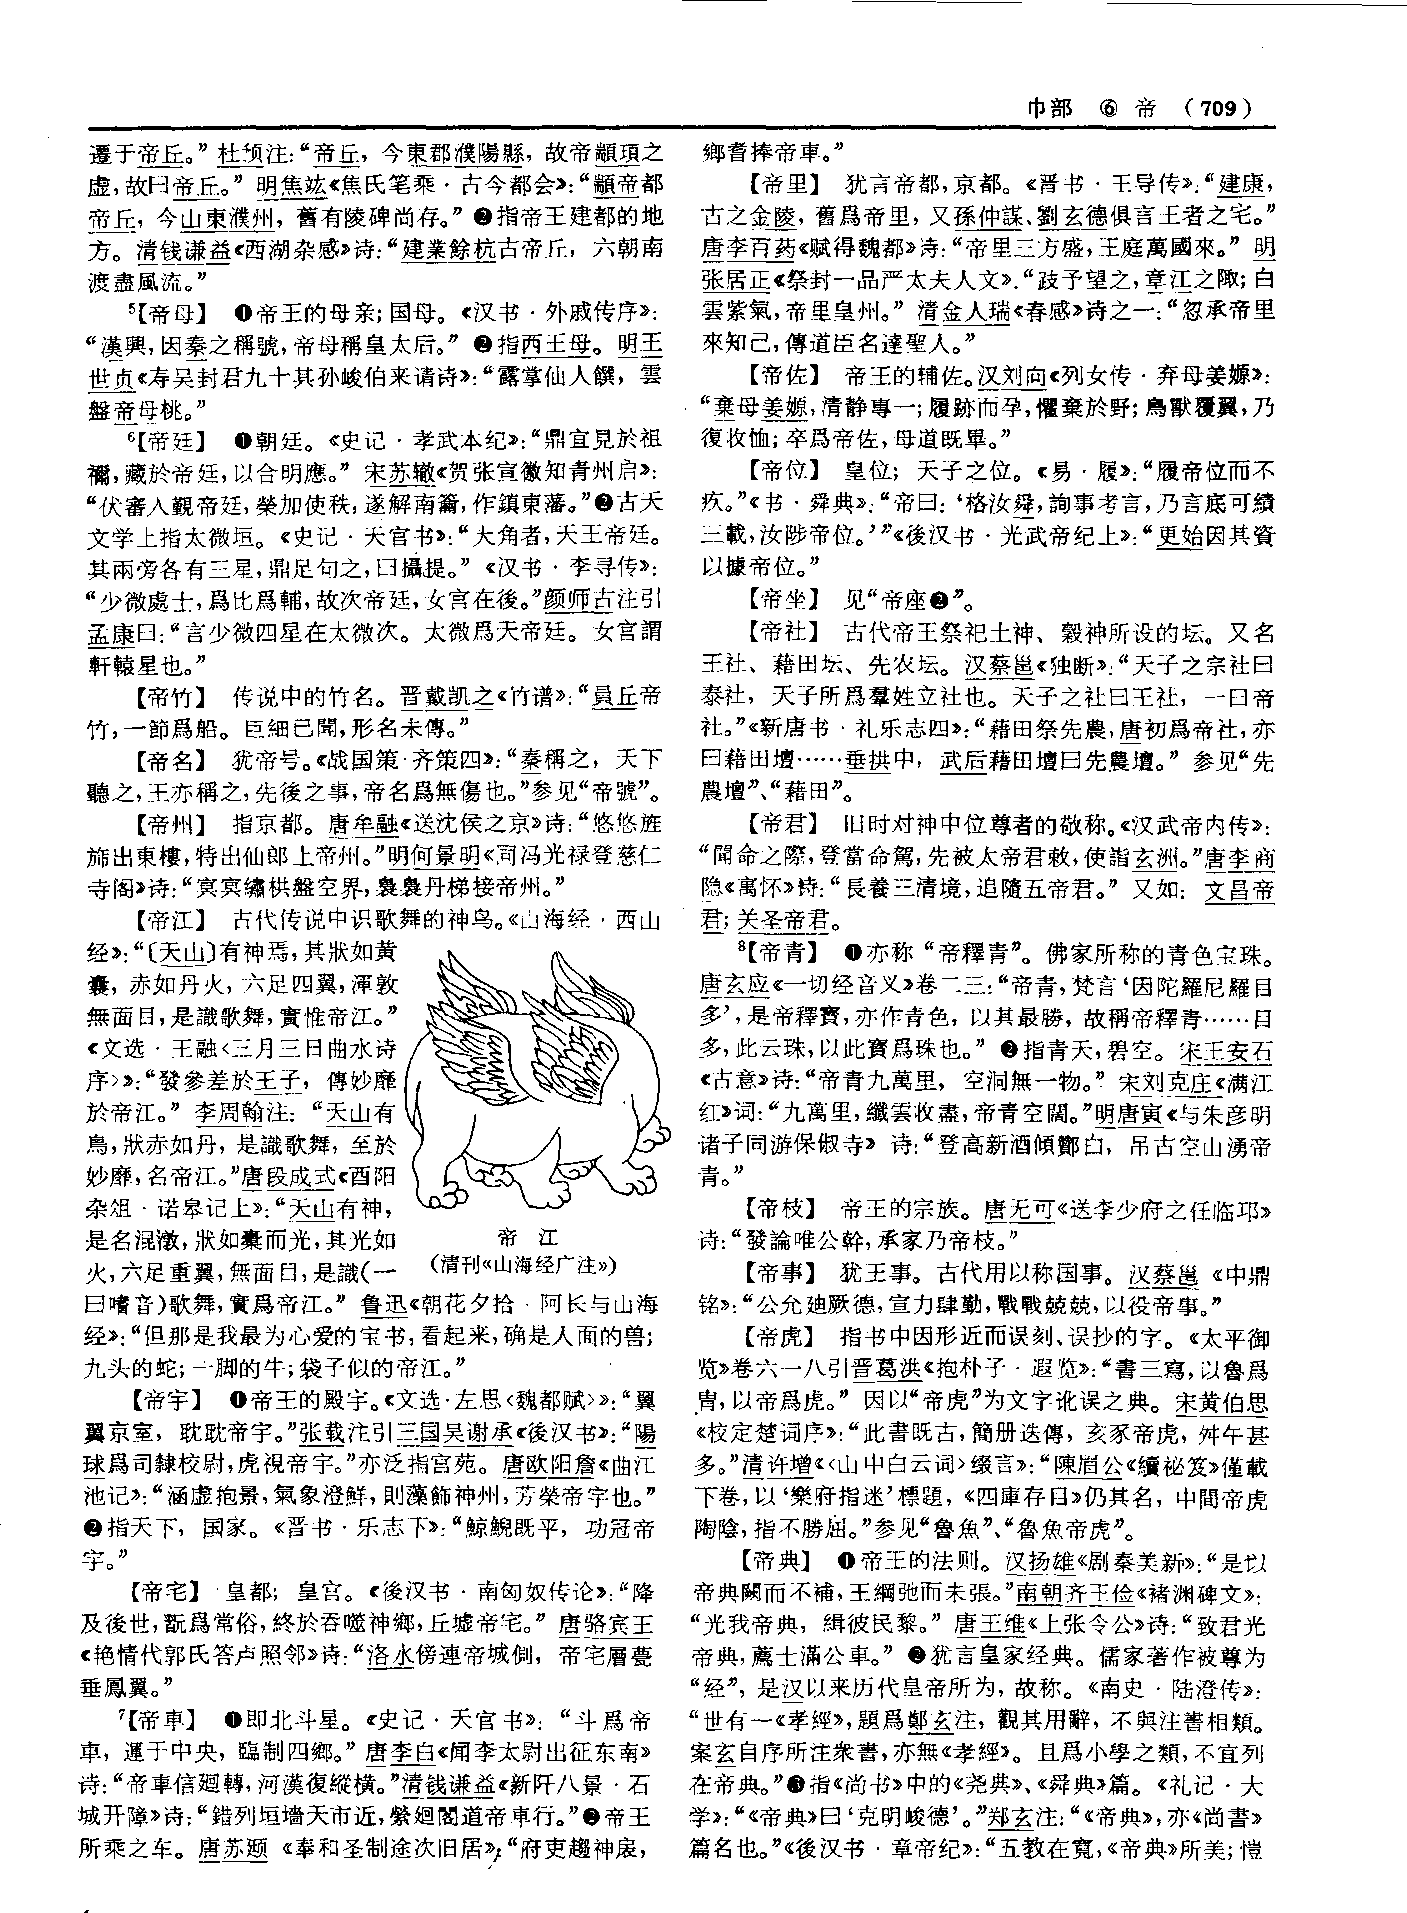 巾部 ⑥ 帝 (709)
遷于帝丘。”杜预注:“帝丘，今東郡濮陽縣，故帝顓頊之
虚，故曰帝丘。”明焦竑《焦氏笔乘·古今都会》:“顓帝都
帝丘，今山東濮州，舊有陵碑尚存。”❷指帝王建都的地
方。清钱谦益《西湖杂感》诗:“建業餘杭古帝丘，六朝南
渡盡風流。”
5【帝母】 ❶帝王的母亲;国母。《汉书·外戚传序》:
“漢興，因秦之稱號，帝母稱皇太后。”❷指西王母。明王
世贞《寿吴封君九十其孙峻伯来请诗》:“露掌仙人饌，雲
盤帝母桃。”
6【帝廷】 ❶朝廷。《史记·孝武本纪》:“鼎宜見於祖
禰，藏於帝廷，以合明應。”宋苏辙《贺张宣徽知青州启》:
“伏審入覲帝廷，榮加使秩，遂解南籥，作鎮東藩。”❷古天
文学上指太微垣。《史记·天官书》:“大角者，天王帝廷。
其兩旁各有三星，鼎足句之，曰攝提。”《汉书·李寻传》:
“少微處士，爲比爲輔，故次帝廷，女宫在後。”颜师古注引
孟康曰:“言少微四星在太微次。太微爲天帝廷。女宫謂
軒轅星也。”
【帝竹】 传说中的竹名。晋戴凯之《竹谱》:“員丘帝
竹，一節爲船。巨細已聞，形名未傳。”
【帝名】 犹帝号。《战国策·齐策四》:“秦稱之，天下
聽之，王亦稱之，先後之事，帝名爲無傷也。”参见“帝號”。
【帝州】 指京都。唐牟融《送沈侯之京》诗:“悠悠旌
旆出東樓，特出仙郎上帝州。”明何景明《同冯光禄登慈仁
寺阁》诗:“冥冥繡栱盤空界，裊裊丹梯接帝州。”
【帝江】 古代传说中识歌舞的神鸟。《山海经·西山
经》:“〔天山〕有神焉，其狀如黄
囊，赤如丹火，六足四翼，渾敦
無面目，是識歌舞，實惟帝江。”
《文选·王融〈三月三日曲水诗
序〉》:“發參差於王子，傳妙靡
於帝江。”李周翰注:“天山有
鳥，狀赤如丹，是識歌舞，至於
妙靡，名帝江。”唐段成式《酉阳
杂俎·诺皋记上》:“天山有神，
是名混潡，狀如橐而光，其光如
火，六足重翼，無面目，是識(一
曰嗜音)歌舞，實爲帝江。”鲁迅《朝花夕拾·阿长与山海
经》:“但那是我最为心爱的宝书，看起来，确是人面的兽;
九头的蛇;一脚的牛;袋子似的帝江。”
帝 江
(清刊《山海经广注》)
【帝宇】 ❶帝王的殿宇。《文选·左思〈魏都赋〉》:“翼
翼京室，耽耽帝宇。”张载注引三国吴谢承《後汉书》:“陽
球爲司隸校尉，虎視帝宇。”亦泛指宫苑。唐欧阳詹《曲江
池记》:“涵虚抱景，氣象澄鮮，則藻飾神州，芳榮帝宇也。”
❷指天下，国家。《晋书·乐志下》:“鲸鯢既平，功冠帝
宇。”
【帝宅】 皇都;皇宫。《後汉书·南匈奴传论》:“降
及後世，翫爲常俗，終於吞噬神鄉，丘墟帝宅。”唐骆宾王
《艳情代郭氏答卢照邻》诗:“洛水傍連帝城側，帝宅層甍
垂鳳翼。”
7【帝車】 ❶即北斗星。《史记·天官书》:“斗爲帝
車，運于中央，臨制四鄉。”唐李白《闻李太尉出征东南》
诗:“帝車信廻轉，河漢復縱橫。”清钱谦益《新阡八景·石
城开障》诗:“錯列垣墙天市近，縈廻閣道帝車行。”❷帝王
所乘之车。唐苏颋《奉和圣制途次旧居》:“府吏趨神扆，
鄉耆捧帝車。”
【帝里】 犹言帝都，京都。《晋书·王导传》:“建康，
古之金陵，舊爲帝里，又孫仲謀、劉玄德俱言王者之宅。”
唐李百药《赋得魏都》诗:“帝里三方盛，王庭萬國來。”明
张居正《祭封一品严太夫人文》:“跂予望之，章江之陬;白
雲紫氣，帝里皇州。”清金人瑞《春感》诗之一:“忽承帝里
來知己，傳道臣名達聖人。”
【帝佐】 帝王的辅佐。汉刘向《列女传·弃母姜嫄》:
“棄母姜嫄，清静專一;履跡而孕，懼棄於野;鳥獸覆翼，乃
復收恤;卒爲帝佐，母道既畢。”
【帝位】 皇位;天子之位。《易·履》:“履帝位而不
疚。”《书·舜典》:“帝曰:‘格汝舜，詢事考言，乃言厎可績
三載，汝陟帝位。’”《後汉书·光武帝纪上》:“更始因其資
以據帝位。”
【帝坐】 见“帝座❷”。
【帝社】 古代帝王祭祀土神、穀神所设的坛。又名
王社、藉田坛、先农坛。汉蔡邕《独断》:“天子之宗社曰
泰社，天子所爲羣姓立社也。天子之社曰王社，一曰帝
社。”《新唐书·礼乐志四》:“藉田祭先農，唐初爲帝社，亦
曰藉田壇……垂拱中，武后藉田壇曰先農壇。”参见“先
農壇”、“藉田”。
【帝君】 旧时对神中位尊者的敬称。《汉武帝内传》:
“聞命之際，登當命駕，先被太帝君敕，使詣玄洲。”唐李商
隐《寓怀》诗:“長養三清境，追隨五帝君。”又如:文昌帝
君;关圣帝君。
8【帝青】 ❶亦称“帝釋青”。佛家所称的青色宝珠。
唐玄应《一切经音义》卷二三:“帝青，梵言‘因陀羅尼羅目
多’，是帝釋寶，亦作青色，以其最勝，故稱帝釋青……目
多，此云珠，以此寶爲珠也。”❷指青天，碧空。宋王安石
《古意》诗:“帝青九萬里，空洞無一物。”宋刘克庄《满江
红》词:“九萬里，纖雲收盡，帝青空闊。”明唐寅《与朱彦明
诸子同游保俶寺》诗:“登高新酒傾酃白，吊古空山湧帝
青。”
【帝枝】 帝王的宗族。唐无可《送李少府之任临邛》
诗:“發論唯公幹，承家乃帝枝。”
【帝事】 犹王事。古代用以称国事。汉蔡邕《中鼎
铭》:“公允廸厥德，宣力肆勤，戰戰兢兢，以役帝事。”
【帝虎】 指书中因形近而误刻、误抄的字。《太平御
览》卷六一八引晋葛洪《抱朴子·遐览》:“書三寫，以魯爲
胄，以帝爲虎。”因以“帝虎”为文字讹误之典。宋黄伯思
《校定楚词序》:“此書既古，簡册迭傳，亥豕帝虎，舛午甚
多。”清许增《〈山中白云词〉缀言》:“陳眉公《續祕笈》僅載
下卷，以‘樂府指迷’標題，《四庫存目》仍其名，中間帝虎
陶陰，指不勝屈。”参见“魯魚”、“魯魚帝虎”。
【帝典】 ❶帝王的法则。汉扬雄《剧秦美新》:“是以
帝典闕而不補，王綱弛而未張。”南朝齐王俭《褚渊碑文》:
“光我帝典，緝彼民黎。”唐王维《上张令公》诗:“致君光
帝典，薦士滿公車。”❷犹言皇家经典。儒家著作被尊为
“经”，是汉以来历代皇帝所为，故称。《南史·陆澄传》:
“世有一《孝經》，題爲鄭玄注，觀其用辭，不與注書相類。
案玄自序所注衆書，亦無《孝經》。且爲小學之類，不宜列
在帝典。”❸指《尚书》中的《尧典》、《舜典》篇。《礼记·大
学》:“《帝典》曰‘克明峻德’。”郑玄注:“《帝典》，亦《尚書》
篇名也。”《後汉书·章帝纪》:“五教在寬，《帝典》所美;愷